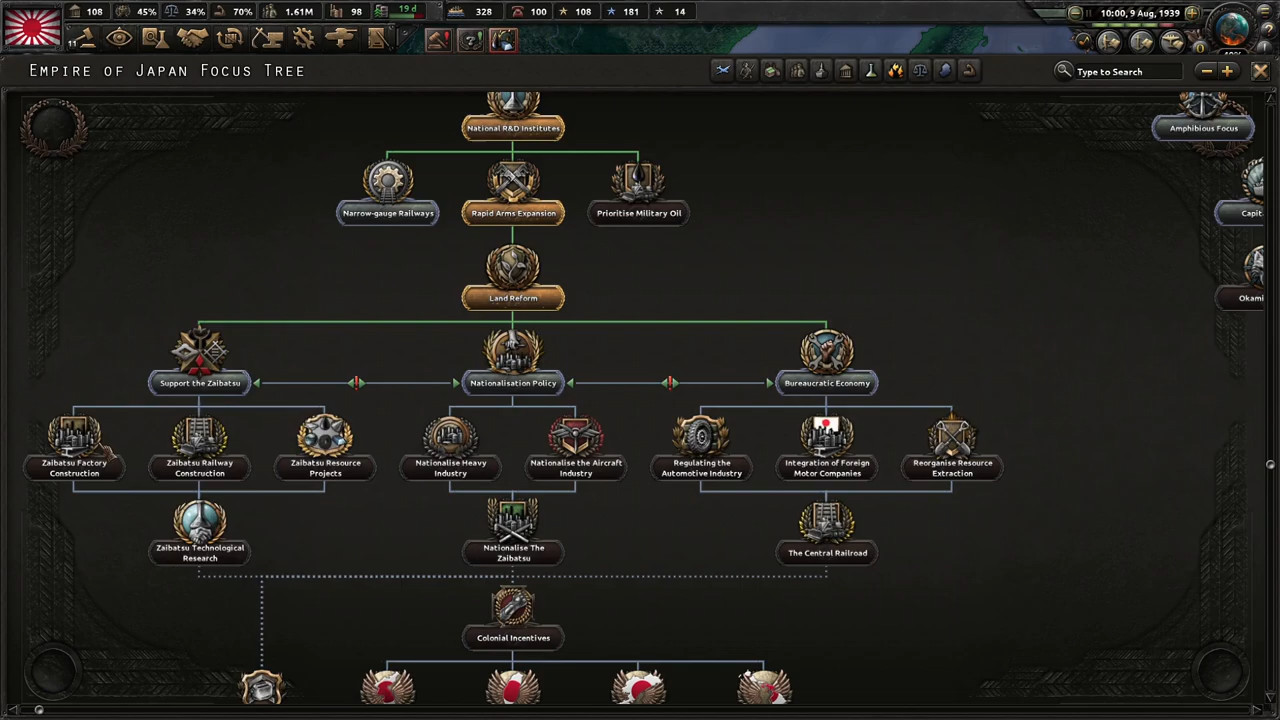 108 45% 34% 70% 1.61M 98 19 d 328 100 108 181 14 10:00, 9 Aug, 1939
11 0
Empire of Japan Focus Tree Type to Search
National R&D Institutes
Amphibious Focus
Narrow-gauge Railways Rapid Arms Expansion Prioritise Military Oil
Capit
Land Reform
Okami
Support the Zaibatsu Nationalisation Policy Bureaucratic Economy
Zaibatsu Factory Construction
Zaibatsu Railway Construction
Zaibatsu Resource Projects
Nationalise Heavy Industry
Nationalise the Aircraft Industry
Regulating the Automotive Industry
Integration of Foreign Motor Companies
Reorganise Resource Extraction
Zaibatsu Technological Research
Nationalise The Zaibatsu
The Central Railroad
Colonial Incentives